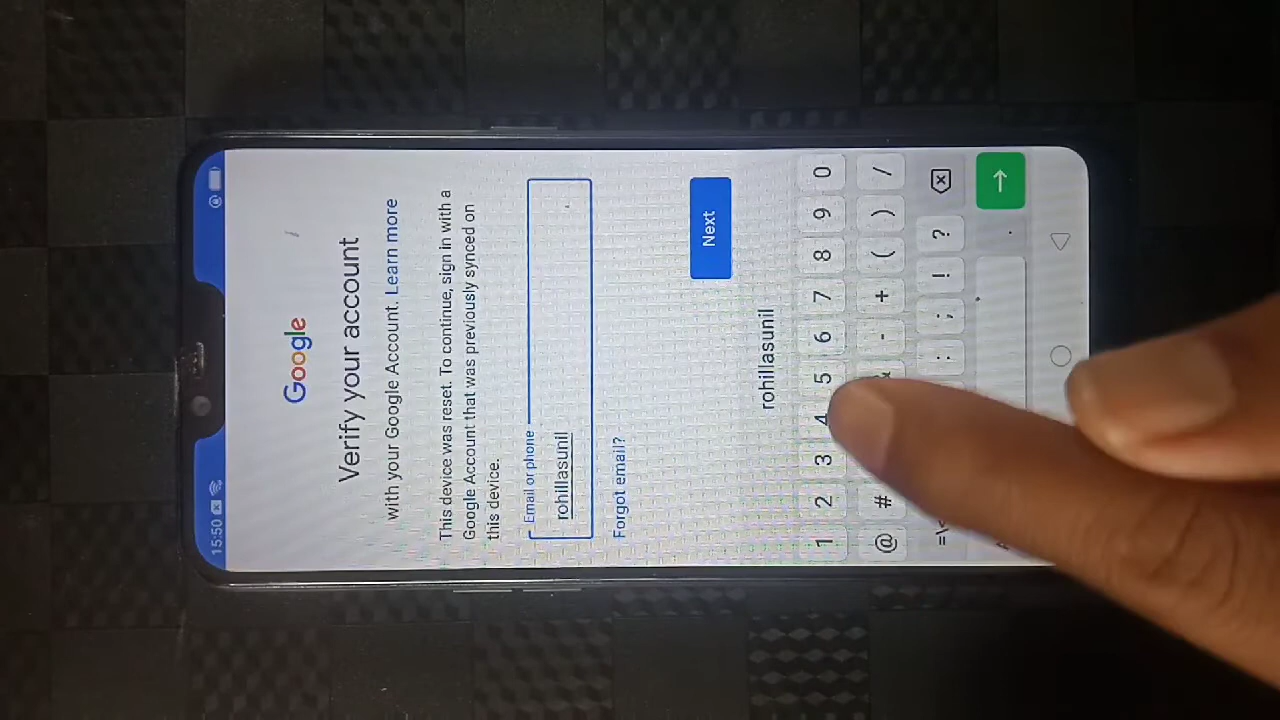 15:50
Google
Verify your account
with your Google Account. Learn more
This device was reset. To continue, sign in with a
Google Account that was previously synced on
this device.
Email or phone
rohillasunil
Forgot email?
Next
rohillasunil
1 2 3 4 5 6 7 8 9 0
@ # - + ( ) /
: ; ! ?
.